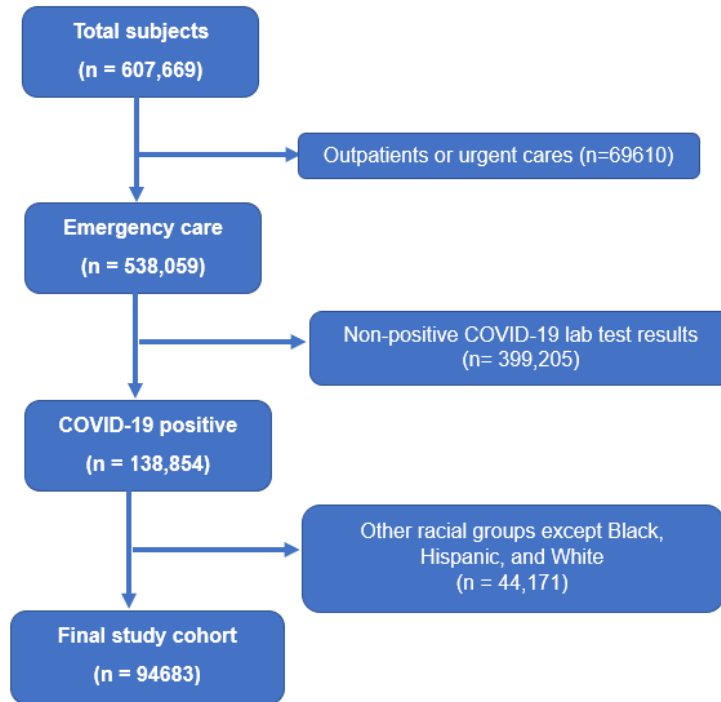 Total subjects
(n = 607,669)
Outpatients or urgent cares (n=69610)
Emergency care
(n = 538,059)
Non-positive COVID-19 lab test results
(n= 399,205)
COVID-19 positive
(n = 138,854)
Other racial groups except Black,
Hispanic, and White
(n = 44,171)
Final study cohort
(n = 94683)